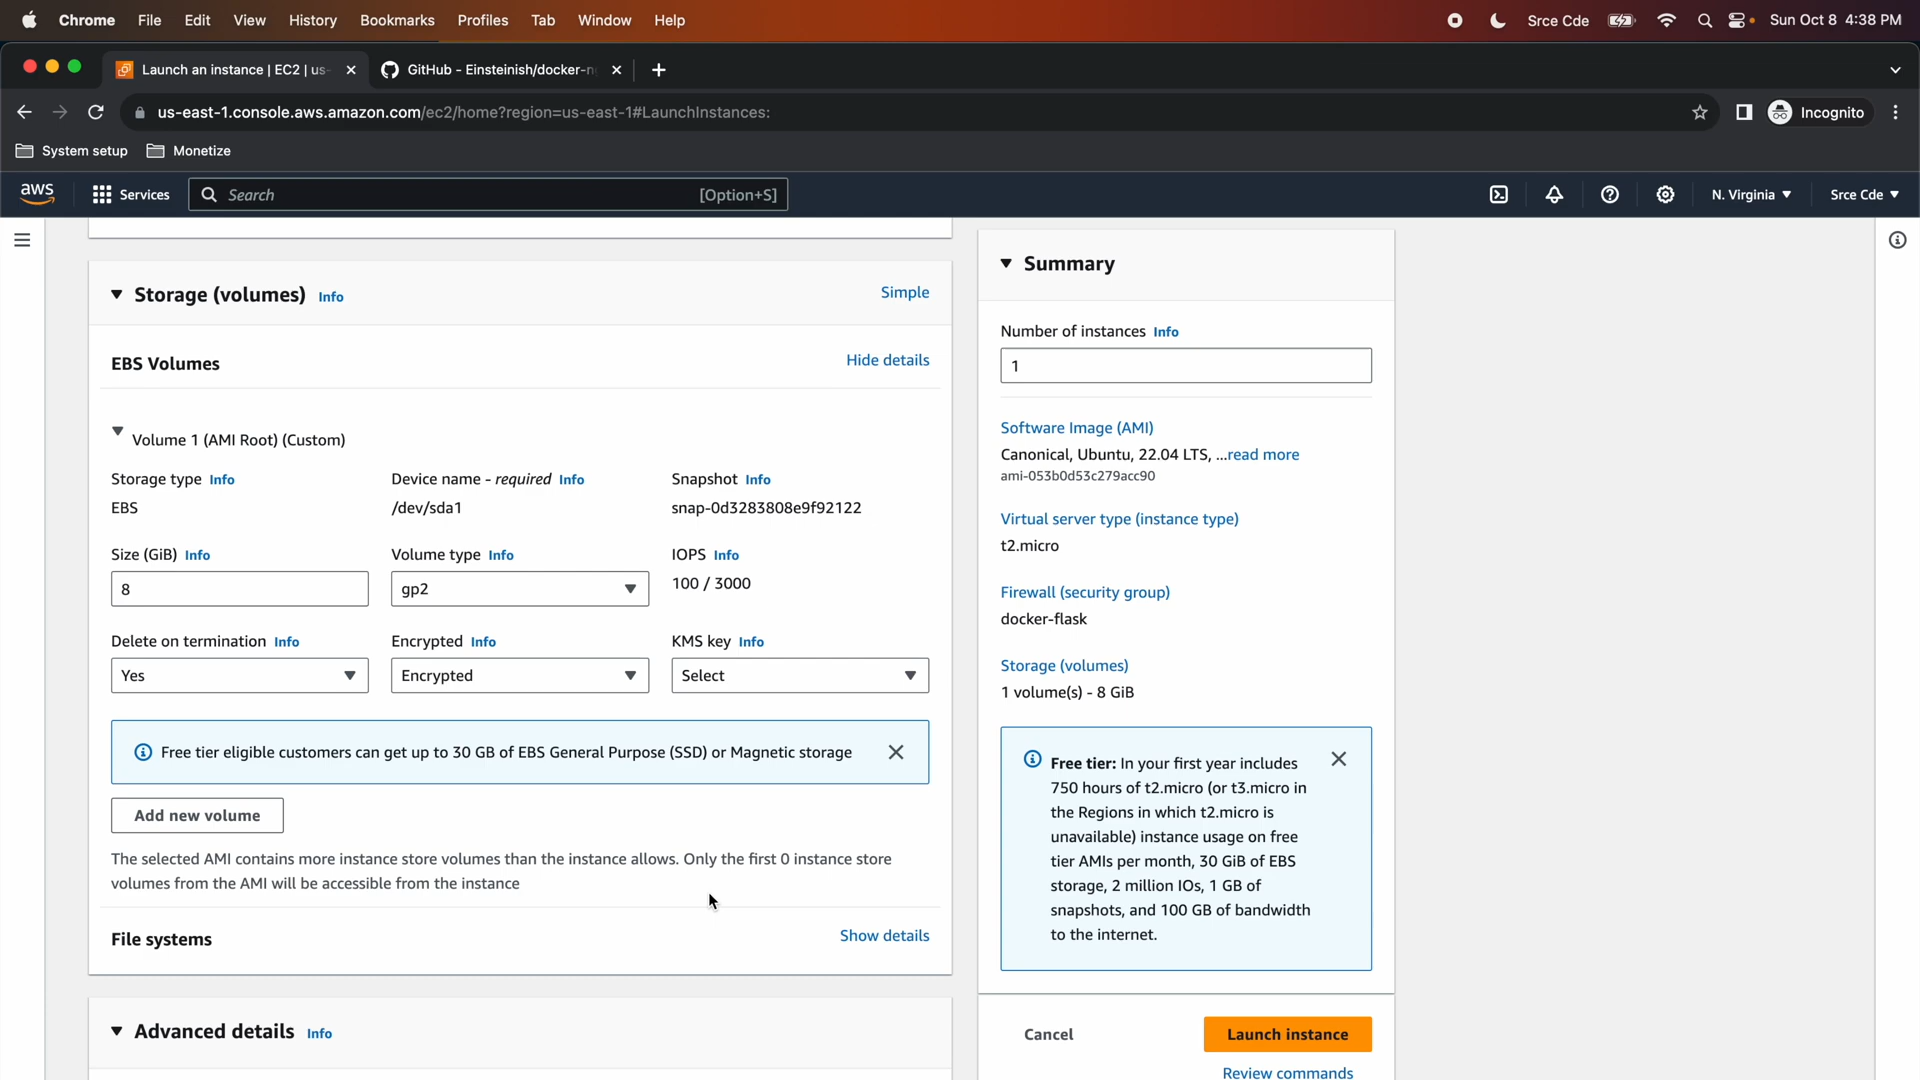 Chrome File Edit View History Bookmarks Profiles Tab Window Help Srce Cde Sun Oct 8 4:38 PM
Launch an instance | EC2 | us- GitHub - Einsteinish/docker-n
us-east-1.console.aws.amazon.com/ec2/home?region=us-east-1#LaunchInstances: Incognito
System setup Monetize
aws Services Search [Option+S] N. Virginia Srce Cde
Storage (volumes) Info Simple
EBS Volumes Hide details
Volume 1 (AMI Root) (Custom)
Storage type Info Device name - required Info Snapshot Info
EBS /dev/sda1 snap-0d3283808e9f92122
Size (GiB) Info Volume type Info IOPS Info
8 gp2 100 / 3000
Delete on termination Info Encrypted Info KMS key Info
Yes Encrypted Select
Free tier eligible customers can get up to 30 GB of EBS General Purpose (SSD) or Magnetic storage
Add new volume
The selected AMI contains more instance store volumes than the instance allows. Only the first 0 instance store
volumes from the AMI will be accessible from the instance
File systems Show details
Advanced details Info
Summary
Number of instances Info
1
Software Image (AMI)
Canonical, Ubuntu, 22.04 LTS, ...read more
ami-053b0d53c279acc90
Virtual server type (instance type)
t2.micro
Firewall (security group)
docker-flask
Storage (volumes)
1 volume(s) - 8 GiB
Free tier: In your first year includes
750 hours of t2.micro (or t3.micro in
the Regions in which t2.micro is
unavailable) instance usage on free
tier AMIs per month, 30 GiB of EBS
storage, 2 million IOs, 1 GB of
snapshots, and 100 GB of bandwidth
to the internet.
Cancel Launch instance
Review commands